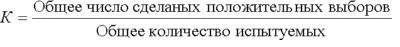 K = Общее число сделаных положительных выборов
Общее количество испытуемых